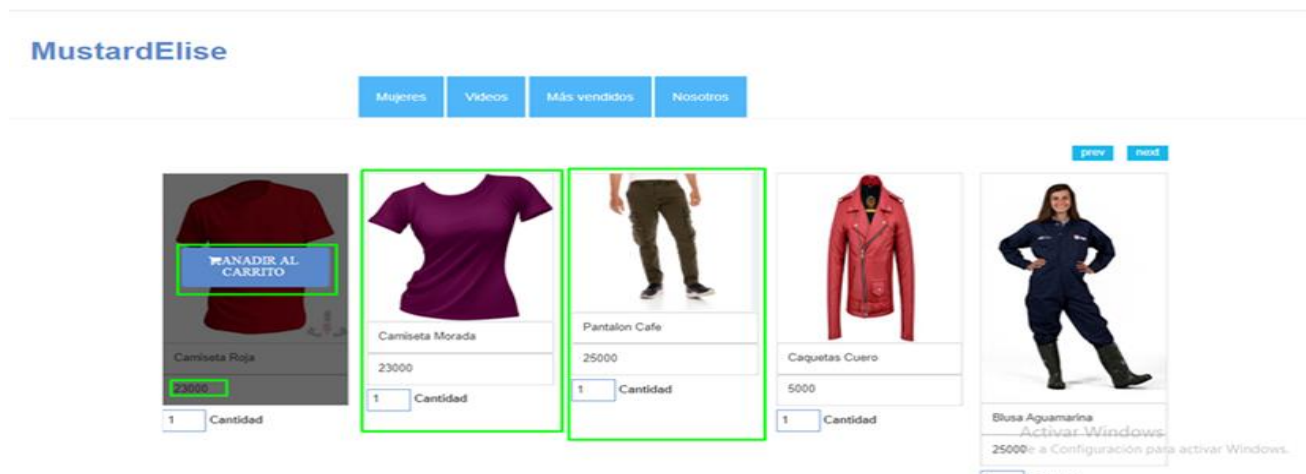 MustardElise
Mujeres
Videos
Más vendidos
Nosotros
prev
next
ANADIR AL
CARRITO
Camiseta Roja
23000
1 Cantidad
Camiseta Morada
23000
1 Cantidad
Pantalon Cafe
25000
1 Cantidad
Caquetas Cuero
5000
1 Cantidad
Blusa Aguamarina
25000
Activar Windows
e a Configuración para activar Windows.